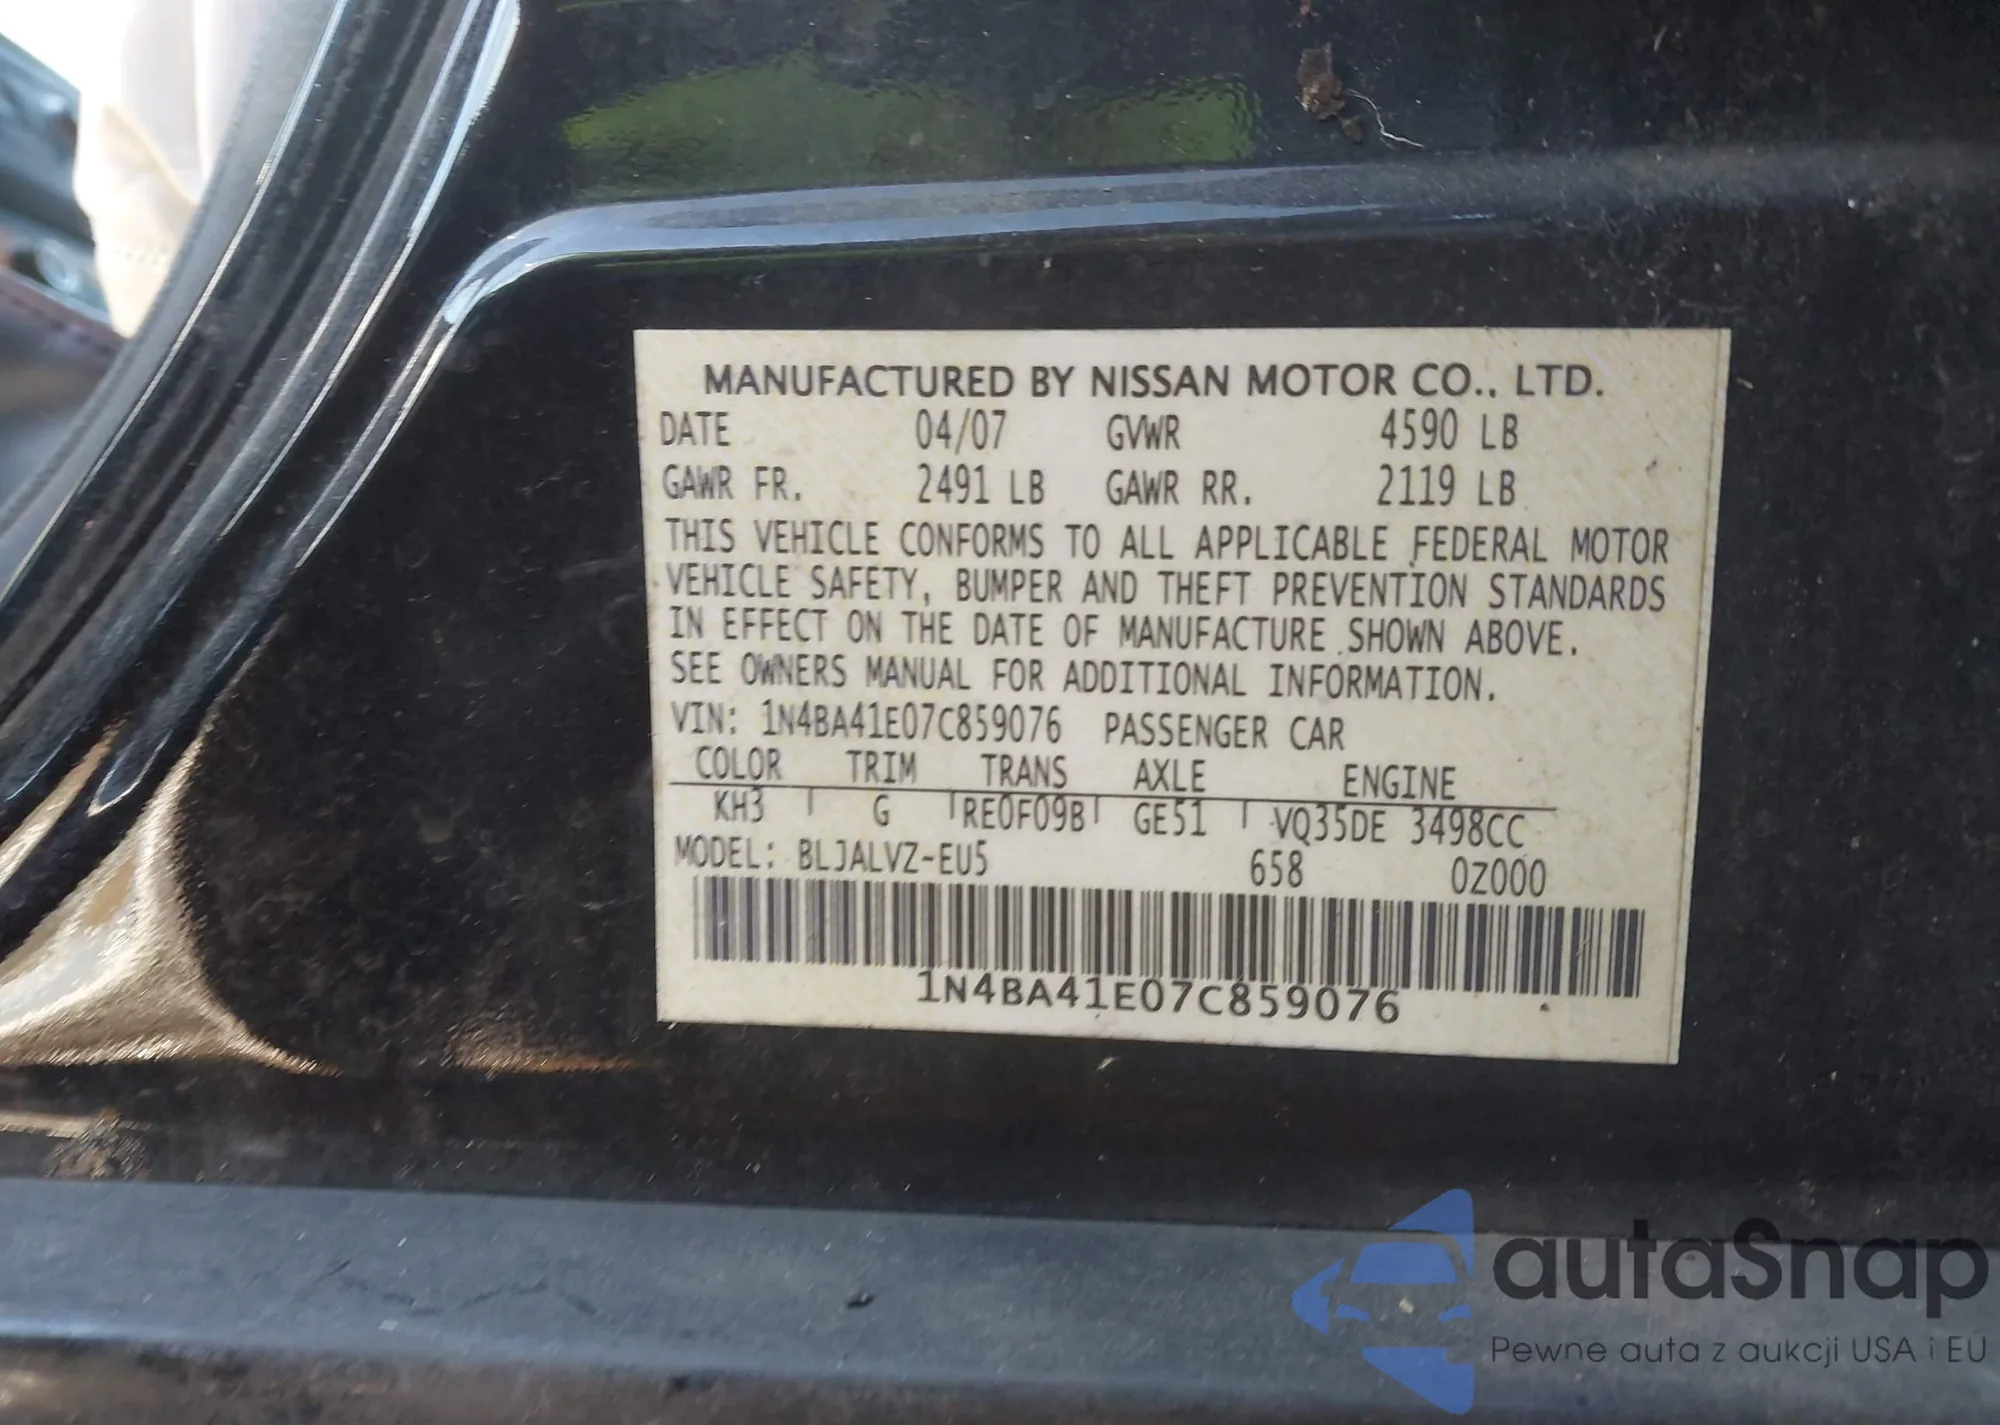 MANUFACTURED BY NISSAN MOTOR CO., LTD.
DATE 04/07 GVWR 4590 LB
GAWR FR. 2491 LB GAWR RR. 2119 LB
THIS VEHICLE CONFORMS TO ALL APPLICABLE FEDERAL MOTOR
VEHICLE SAFETY, BUMPER AND THEFT PREVENTION STANDARDS
IN EFFECT ON THE DATE OF MANUFACTURE SHOWN ABOVE.
SEE OWNERS MANUAL FOR ADDITIONAL INFORMATION.
VIN: 1N4BA41E07C859076 PASSENGER CAR
COLOR TRIM TRANS AXLE ENGINE
KH3 G RE0F09B GE51 VQ35DE 3498CC
MODEL: BLJALVZ-EU5 658 0Z000
1N4BA41E07C859076
autaSnap
Pewne auta z aukcji USA i EU